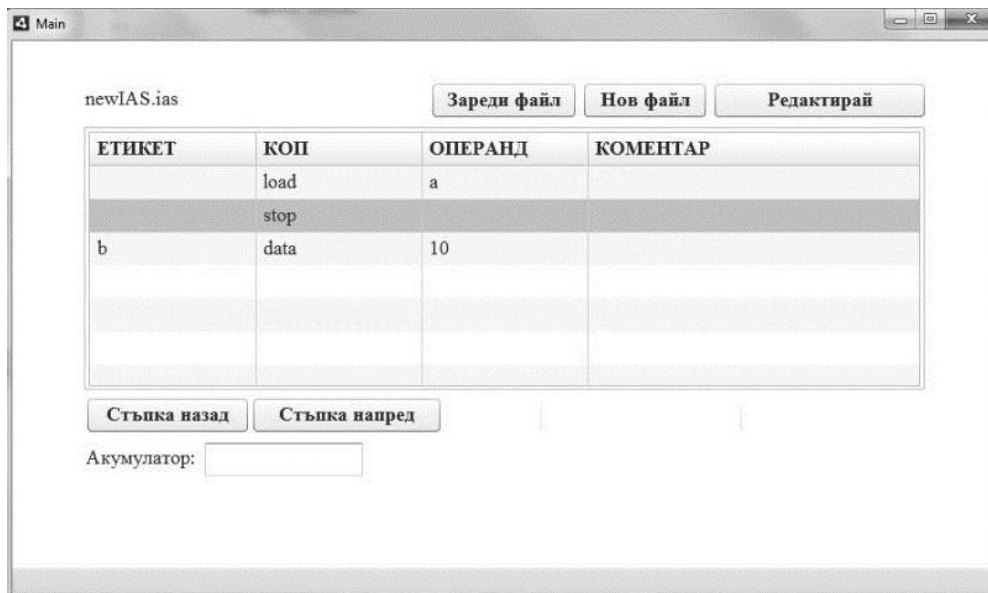 Main
newIAS.ias Зареди файл Нов файл Редактирай
ЕТИКЕТ КОП ОПЕРАНД КОМЕНТАР
load a
stop
b data 10
Стъпка назад Стъпка напред
Акумулатор: